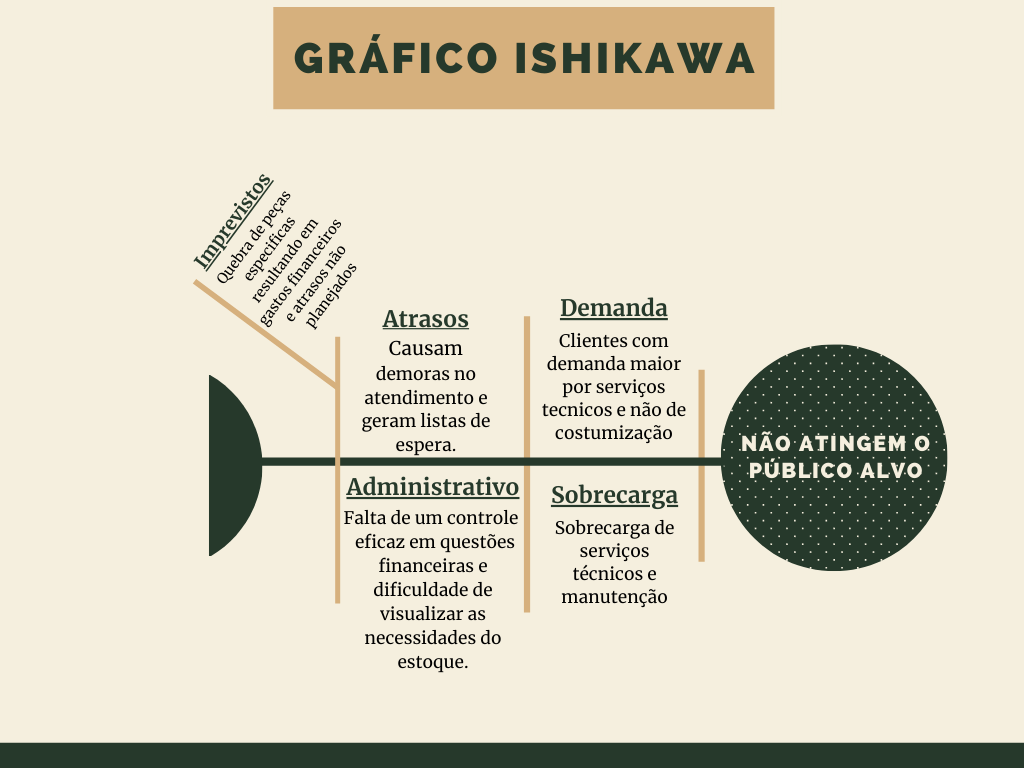 GRÁFICO ISHIKAWA
Imprevistos
Quebra de peças
especificas
resultando em
gastos financeiros
e atrasos não
planejados
Atrasos
Causam
demoras no
atendimento e
geram listas de
espera.
Demanda
Clientes com
demanda maior
por serviços
tecnicos e não de
costumização
NÃO ATINGEM O
PÚBLICO ALVO
Administrativo
Falta de um controle
eficaz em questões
financeiras e
dificuldade de
visualizar as
necessidades do
estoque.
Sobrecarga
Sobrecarga de
serviços
técnicos e
manutenção